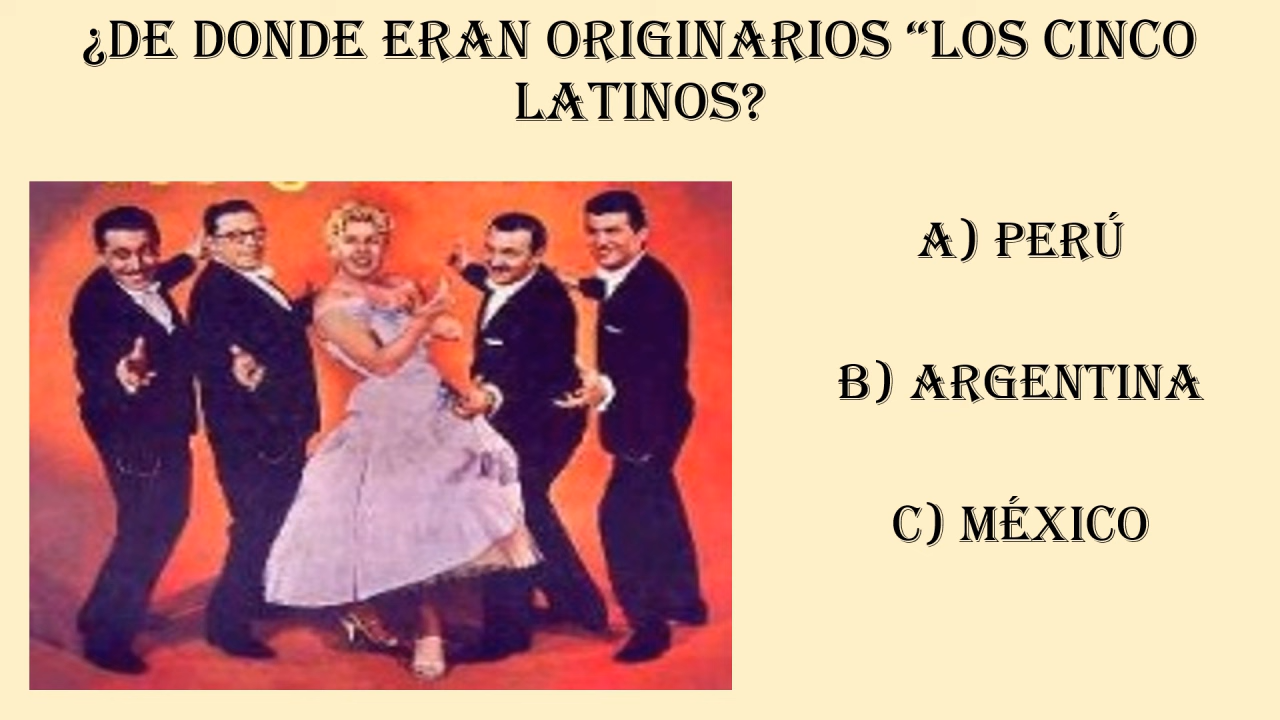 ¿DE DONDE ERAN ORIGINARIOS “LOS CINCO
LATINOS?
A) PERÚ
B) ARGENTINA
C) MÉXICO